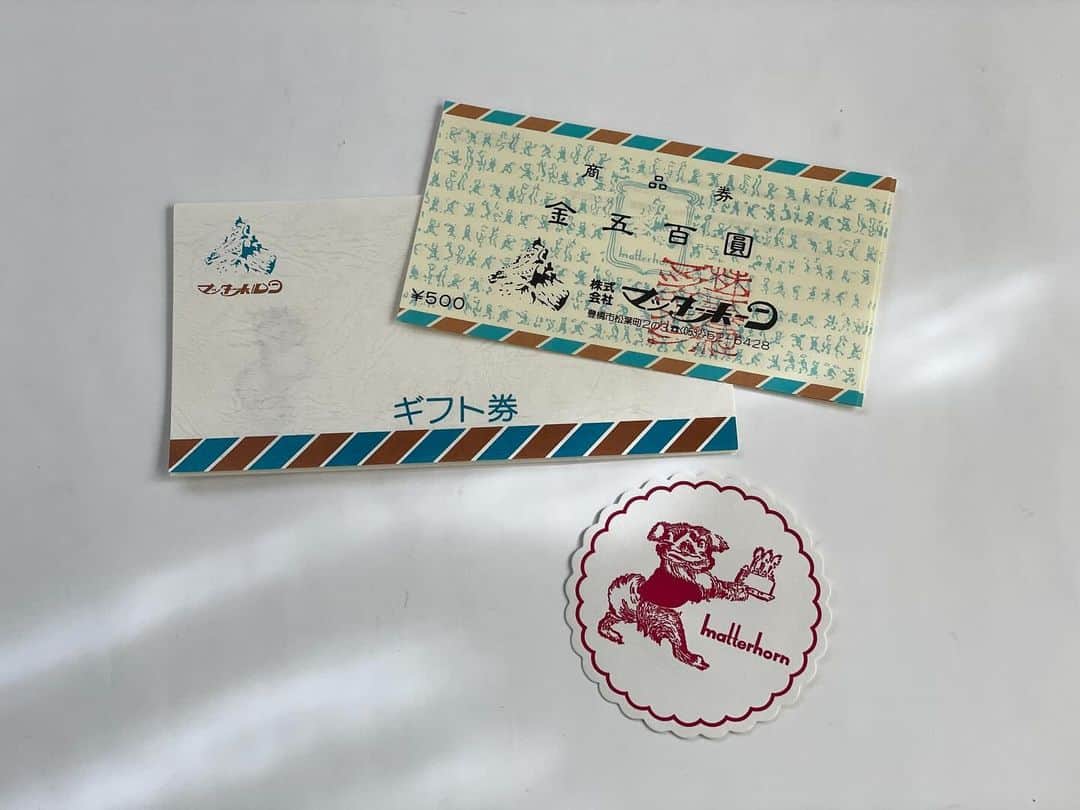 商品券
金五百圓
matterhorn
¥500
株式
会社
マッターホーン
マッターホルン
ギフト券
matterhorn